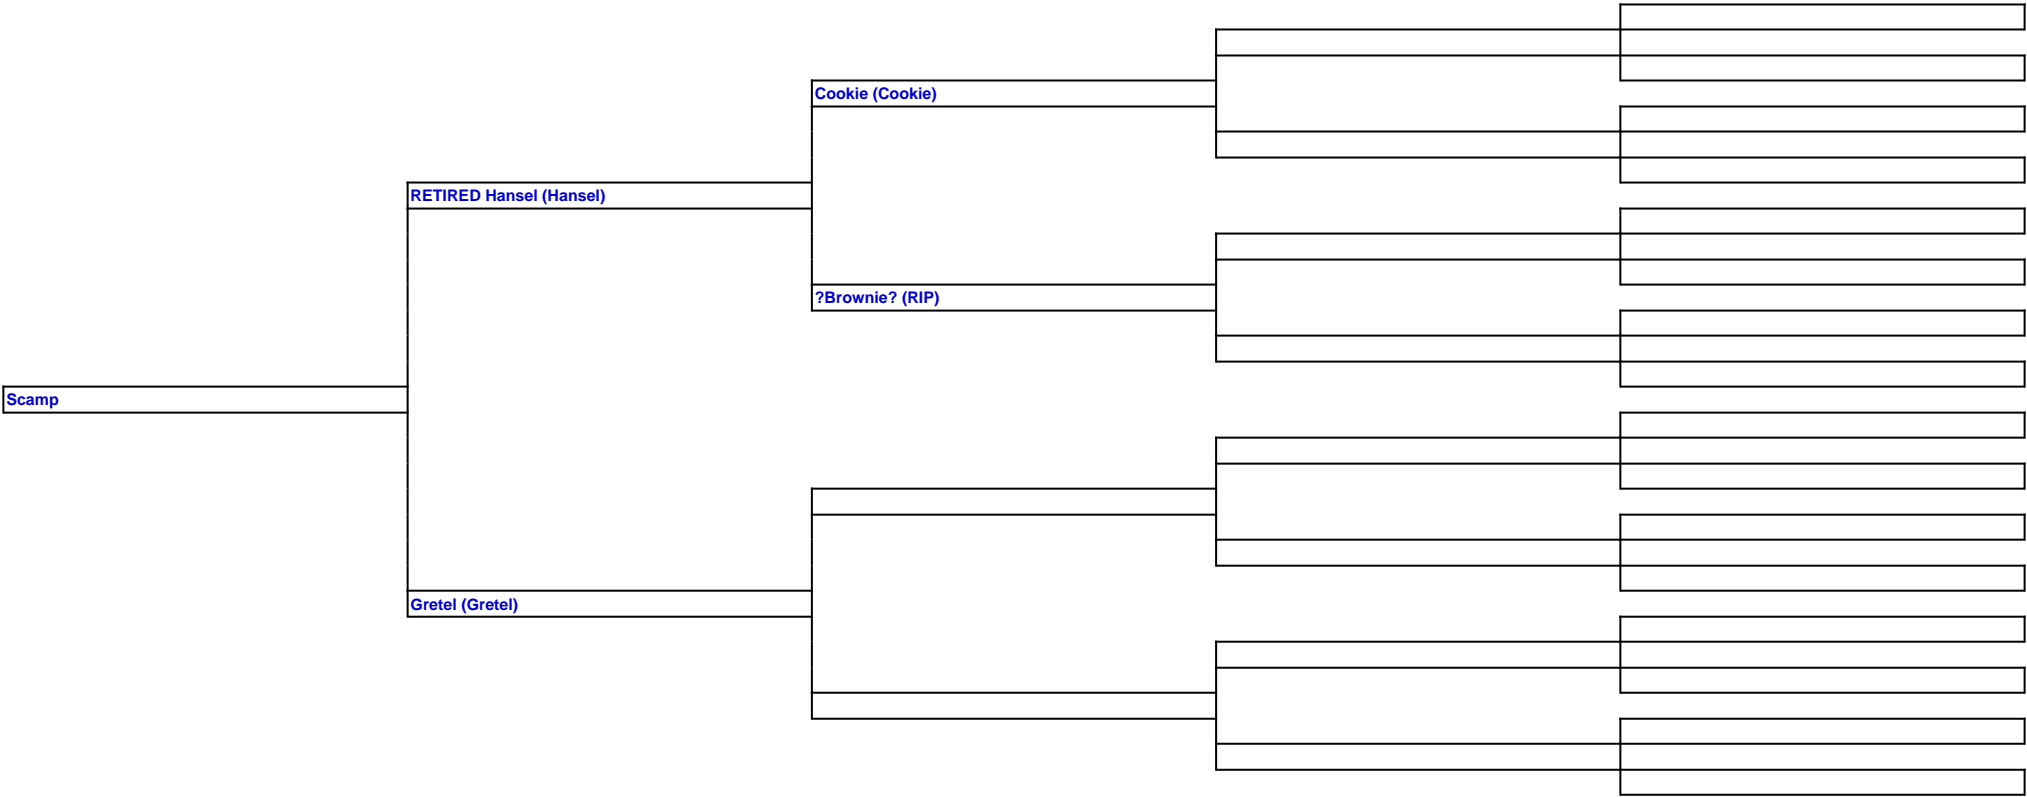 Cookie (Cookie)
RETIRED Hansel (Hansel)
?Brownie? (RIP)
Scamp
Gretel (Gretel)